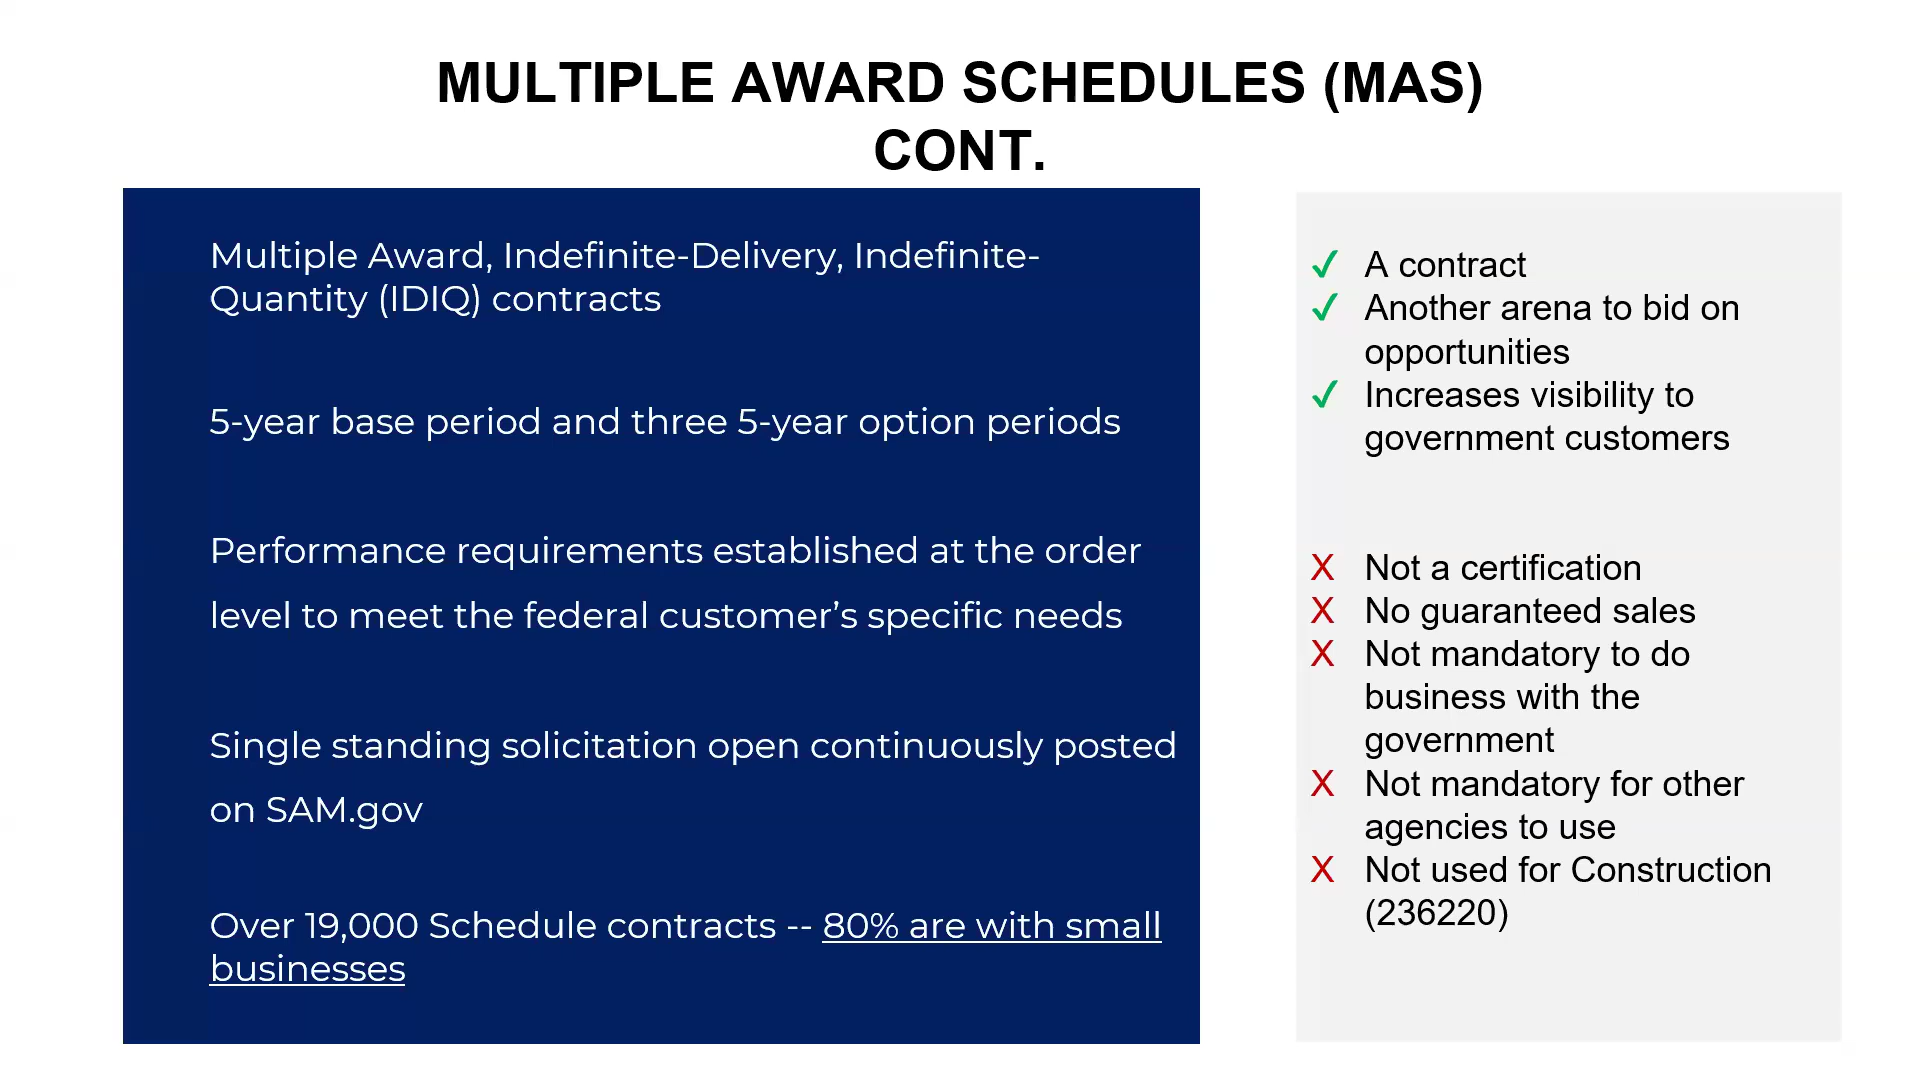 MULTIPLE AWARD SCHEDULES (MAS)
CONT.
Multiple Award, Indefinite-Delivery, Indefinite-
Quantity (IDIQ) contracts
5-year base period and three 5-year option periods
Performance requirements established at the order
level to meet the federal customer’s specific needs
Single standing solicitation open continuously posted
on SAM.gov
Over 19,000 Schedule contracts -- 80% are with small
businesses
✓ A contract
✓ Another arena to bid on
opportunities
✓ Increases visibility to
government customers
X Not a certification
X No guaranteed sales
X Not mandatory to do
business with the
government
X Not mandatory for other
agencies to use
X Not used for Construction
(236220)